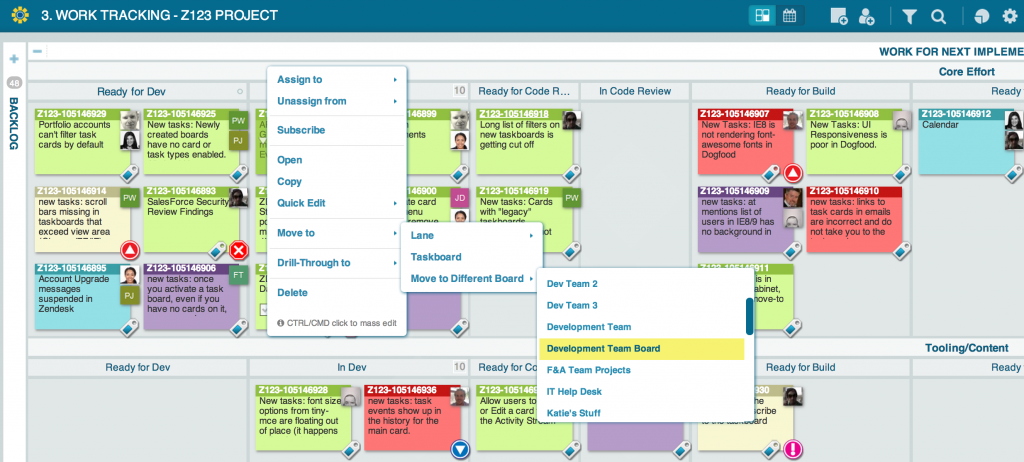 3. WORK TRACKING - Z123 PROJECT
WORK FOR NEXT IMPLEME
Core Effort
48
BACKLOG
Ready for Dev
10
Ready for Code R...
In Code Review
Ready for Build
Ready
Z123-105146929
Portfolio accounts
can't filter task
cards by default
Z123-105146925
New tasks: Newly
created boards
have no card or
task types enabled.
PW
PJ
Z123-105146914
new tasks: scroll
bars missing in
taskboards that
exceed view area
PW
Z123-105146893
SalesForce Security
Review Findings
Z123-105146895
Account Upgrade
messages
suspended in
Zendesk
PJ
Z123-105146906
new tasks: once
you activate a task
board, even if you
have no cards on it,
FT
Assign to
Unassign from
Subscribe
Open
Copy
Quick Edit
Move to
Drill-Through to
Delete
CTRL/CMD click to mass edit
Lane
Taskboard
Move to Different Board
Dev Team 2
Dev Team 3
Development Team
Development Team Board
F&A Team Projects
IT Help Desk
Katie's Stuff
JD
Z123-105146918
Long list of filters on
new taskboards is
getting cut off
Z123-105146919
New tasks: Cards
with "legacy"
taskboards
PW
Z123-105146907
New Tasks: IE8 is
not rendering font-
awesome fonts in
Dogfood
Z123-105146908
New Tasks: UI
Responsiveness is
poor in Dogfood.
Z123-105146912
Calendar
Z123-105146909
new tasks: at
mentions list of
users in IE8/9 has
no background in
Z123-105146910
new tasks: links to
task cards in emails
are incorrect and do
not take you to the
Tooling/Content
Ready for Dev
In Dev
10
Ready for Co
Ready for Build
Ready
Z123-105146928
New tasks: font size
options from tiny-
mce are floating out
of place (it happens
Z123-105146936
new tasks: task
events show up in
the history for the
main card.
Allow users to
or Edit a card
the Activity Stream